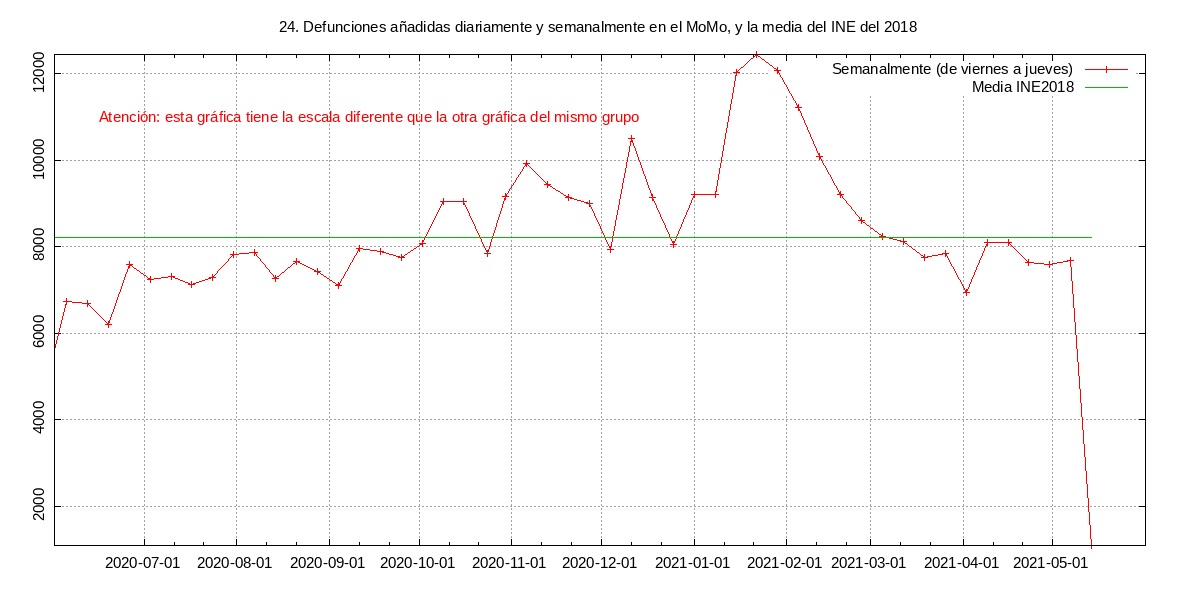 24. Defunciones añadidas diariamente y semanalmente en el MoMo, y la media del INE del 2018
Semanalmente (de viernes a jueves)
Media INE2018
Atención: esta gráfica tiene la escala diferente que la otra gráfica del mismo grupo
12000
10000
8000
6000
4000
2000
2020-07-01 2020-08-01 2020-09-01 2020-10-01 2020-11-01 2020-12-01 2021-01-01 2021-02-01 2021-03-01 2021-04-01 2021-05-01